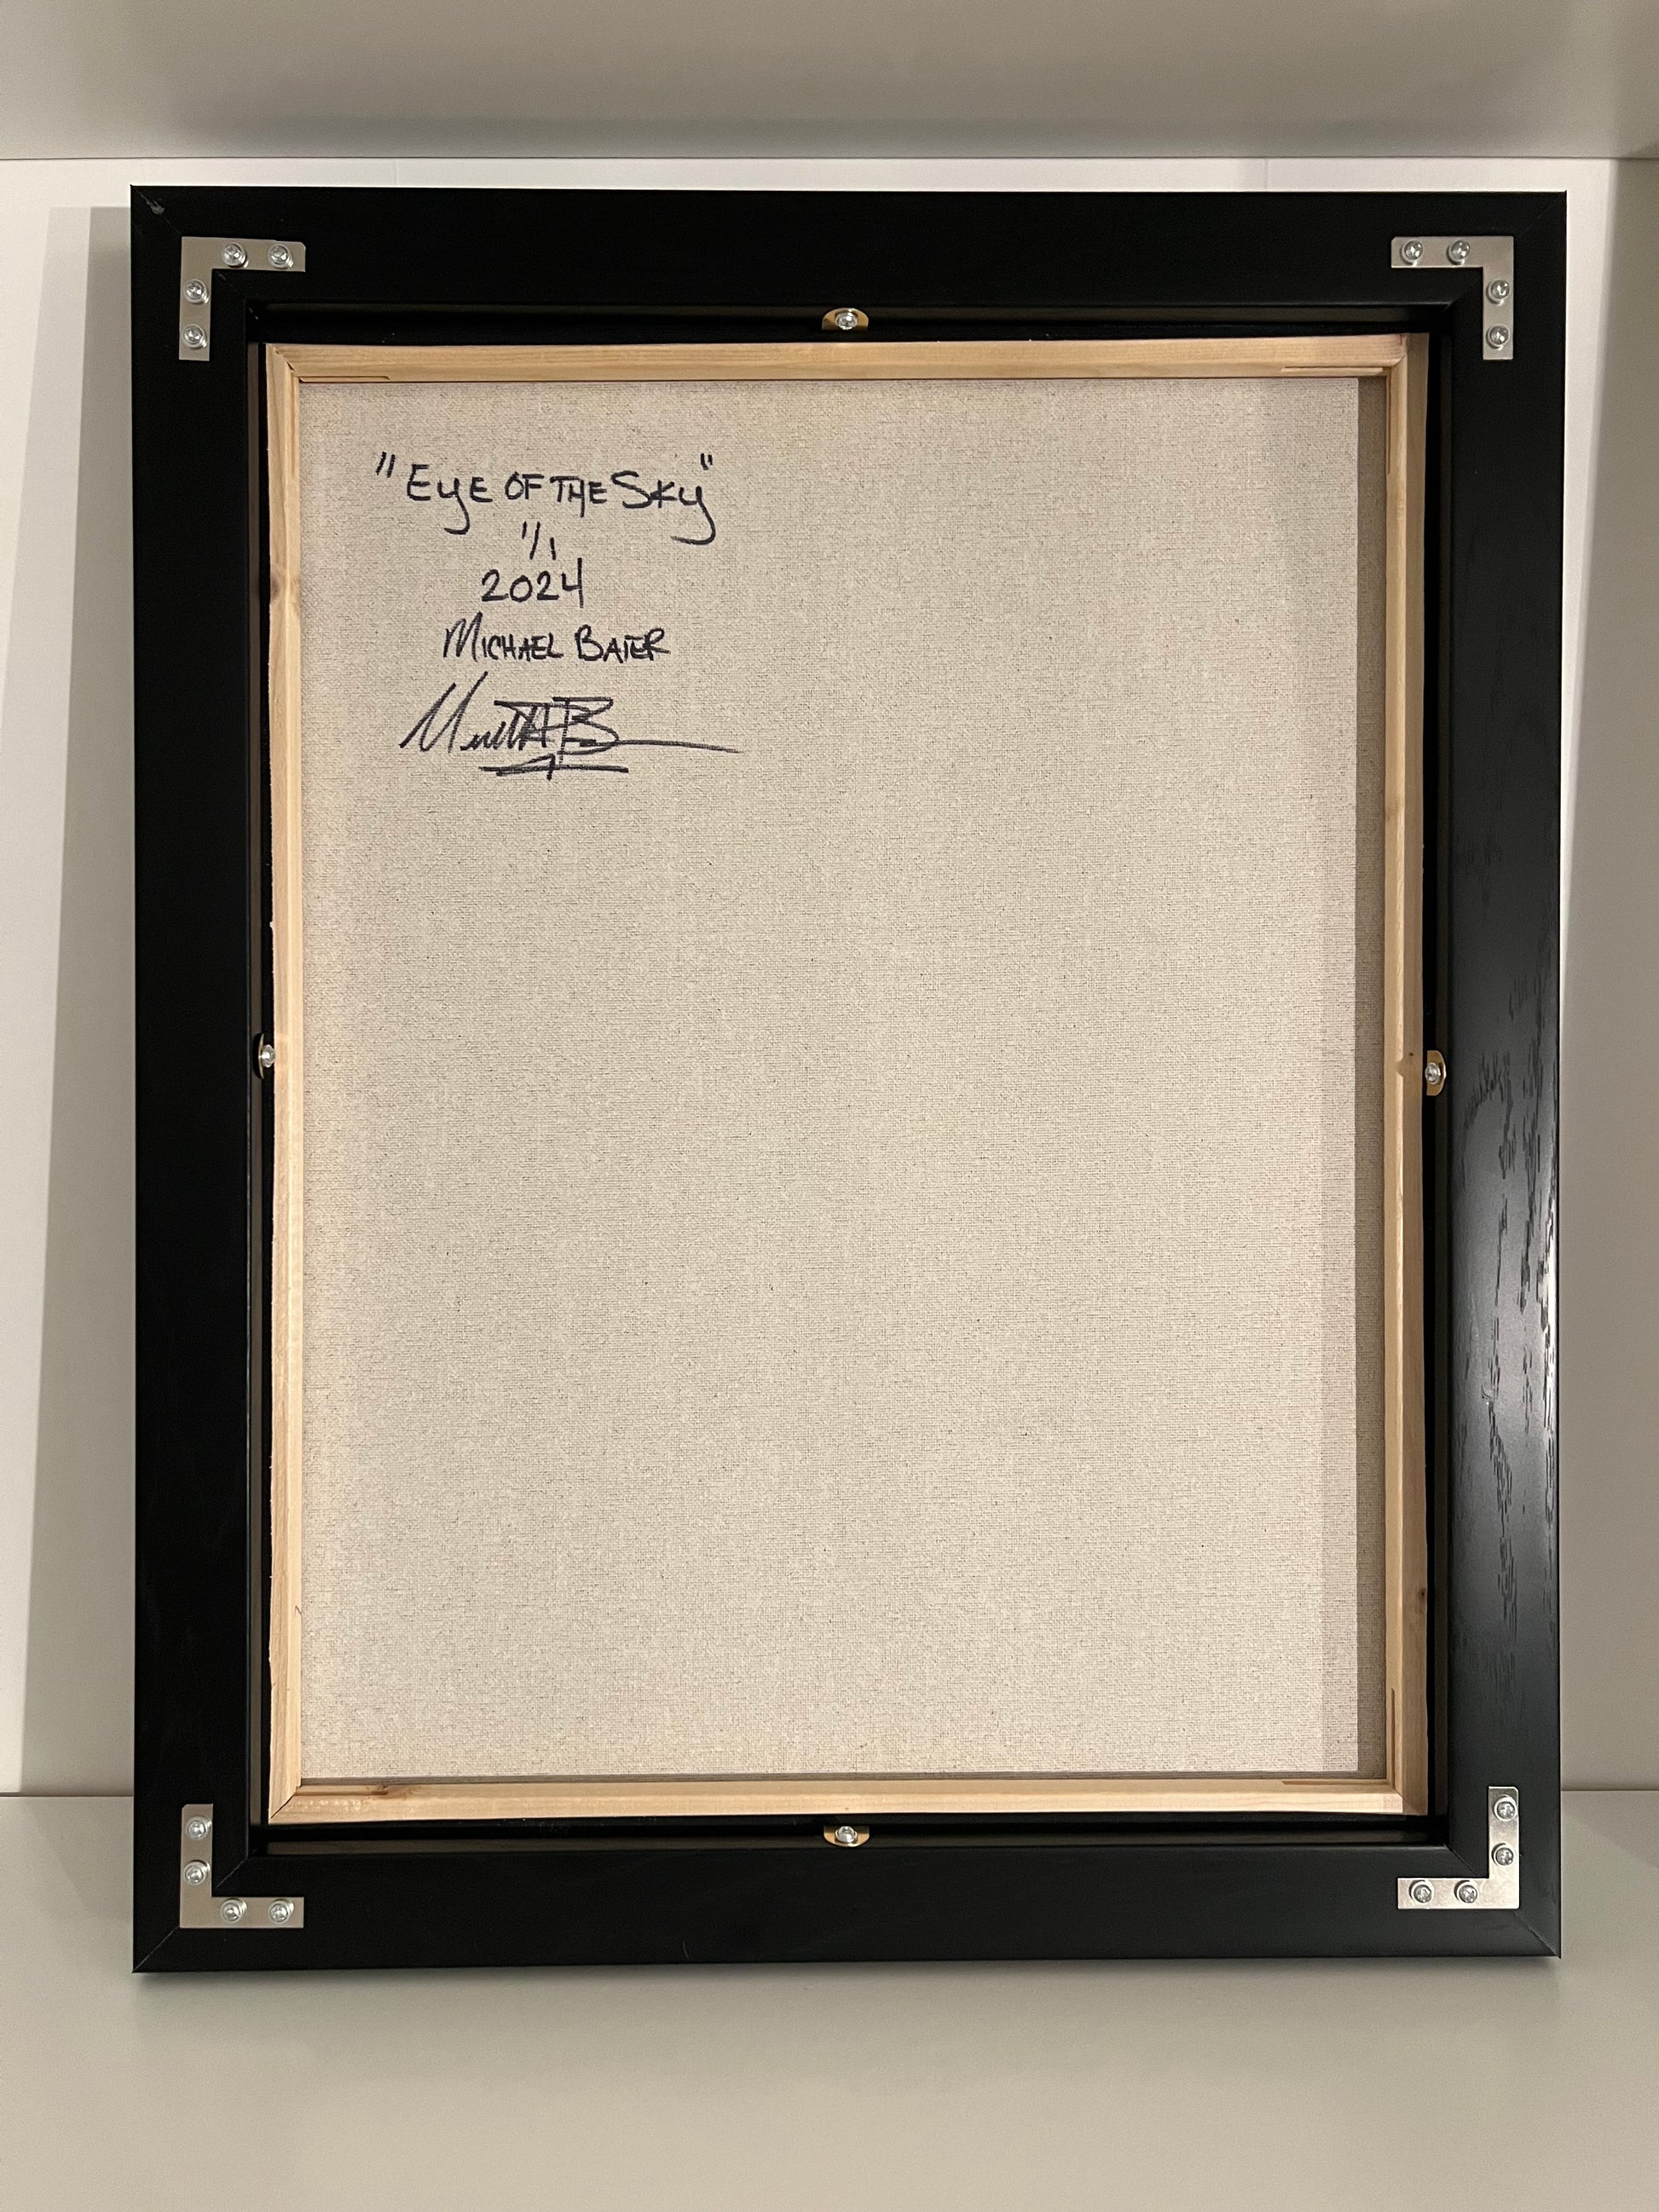 "Eye of the Sky"
1/1
2024
Michael Baier